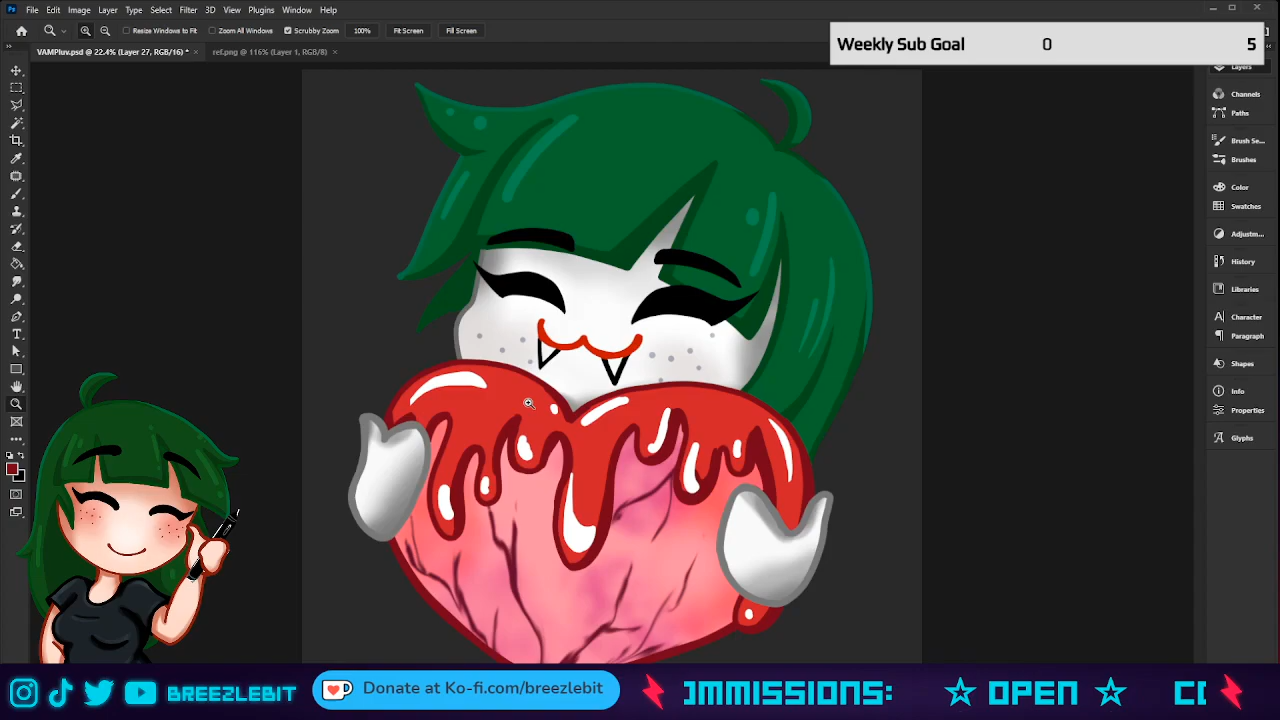 Ps File Edit Image Layer Type Select Filter 3D View Plugins Window Help
Resize Windows to Fit Zoom All Windows Scrubby Zoom 100% Fit Screen Fill Screen
Weekly Sub Goal 0 5
VAMPluv.psd @ 22.4% (Layer 27, RGB/16) * × ref.png @ 116% (Layer 1, RGB/8) ×
Layers
Channels
Paths
Brush Se...
Brushes
Color
Swatches
Adjustm...
History
Libraries
Character
Paragraph
Shapes
Info
Properties
Glyphs
BREEZLEBIT Donate at Ko-fi.com/breezlebit OMMISSIONS: OPEN CO